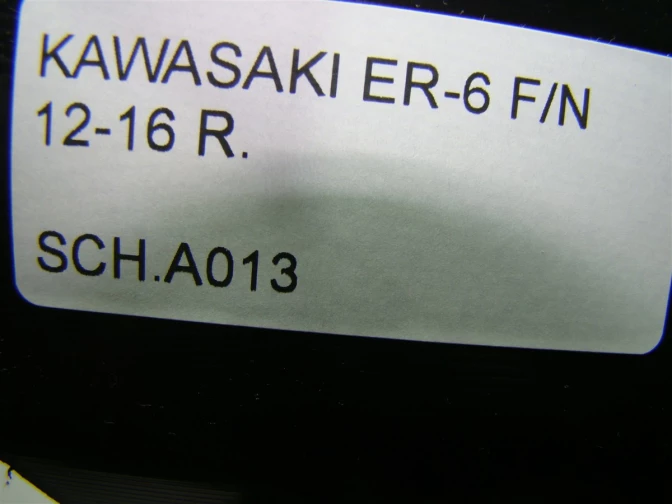 KAWASAKI ER-6 F/N
12-16 R.
SCH.A013